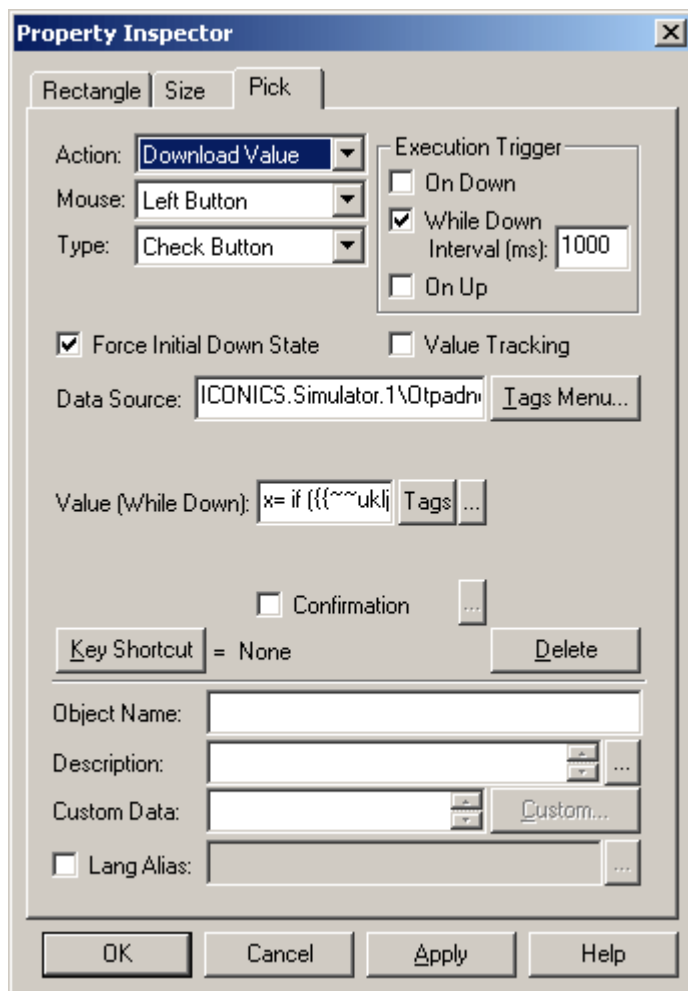 Property Inspector
Rectangle Size Pick
Action: Download Value
Execution Trigger
On Down
Mouse: Left Button
While Down
Interval (ms): 1000
Type: Check Button
On Up
Force Initial Down State Value Tracking
Data Source: ICONICS.Simulator.1\Otpadn Tags Menu...
Value (While Down): x= if ({{~~uklj Tags ...
Confirmation ...
Key Shortcut = None Delete
Object Name:
Description: ...
Custom Data: Custom...
Lang Alias: ...
OK Cancel Apply Help